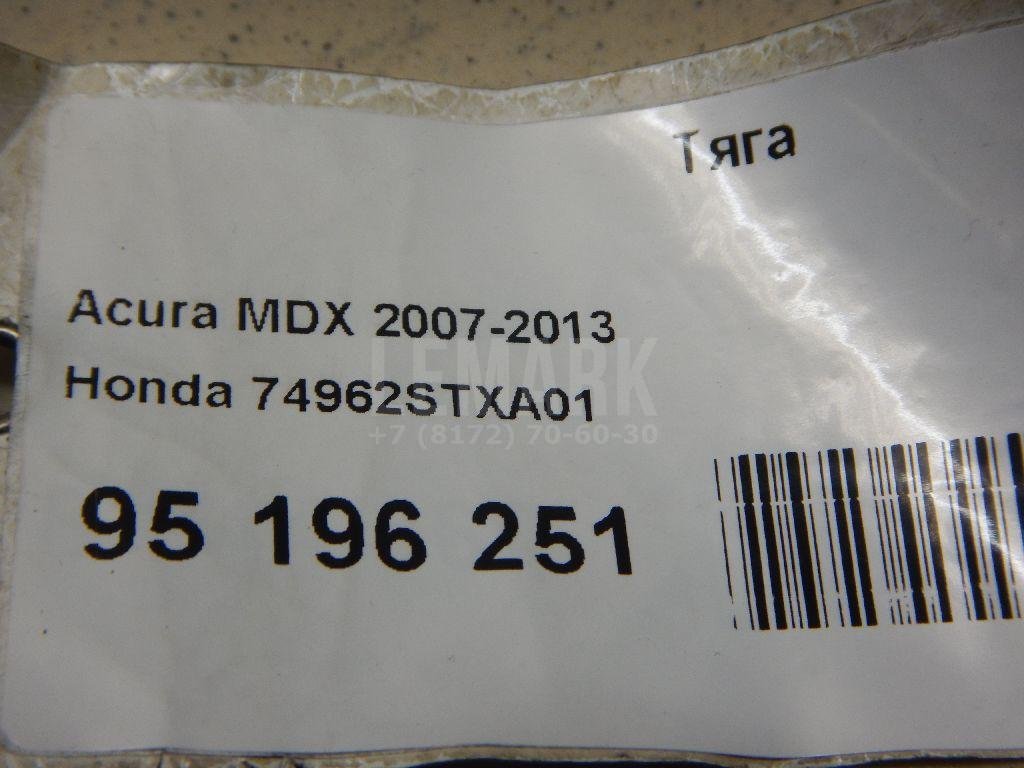 Тяга
Acura MDX 2007-2013
Honda 74962STXA01
LEMARK
+7 (8172) 70-60-30
95 196 251